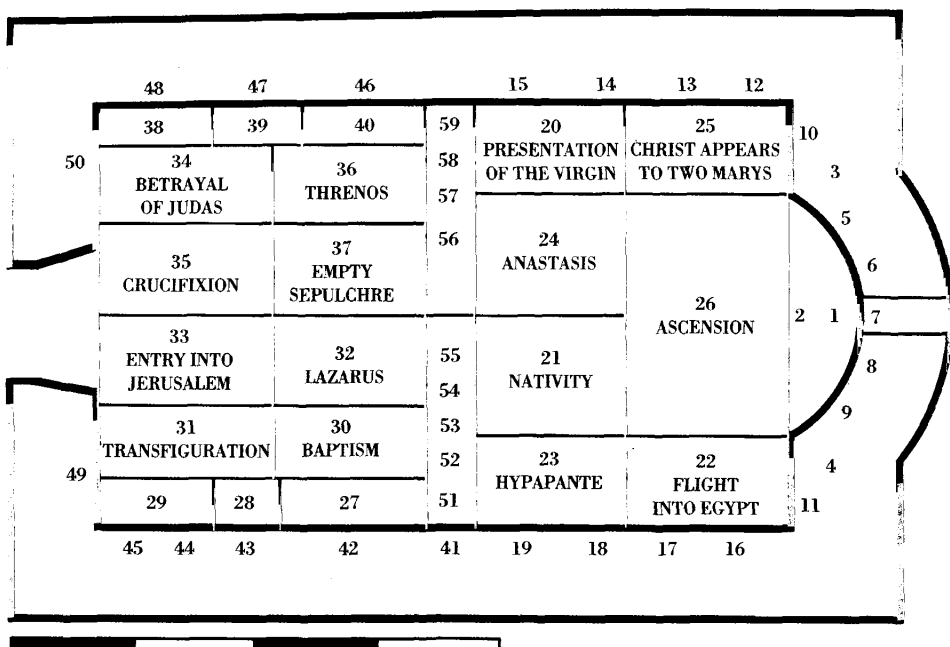 48 47 46 15 14 13 12
38 39 40 59 20 25 10
50 34 36 58 PRESENTATION CHRIST APPEARS 3
BETRAYAL THRENOS OF THE VIRGIN TO TWO MARYS
OF JUDAS 57
5
35 37 56 24 6
CRUCIFIXION EMPTY ANASTASIS
SEPULCHRE
26 2 1 7
ASCENSION
33 32 55 21 8
ENTRY INTO LAZARUS 54 NATIVITY
JERUSALEM
9
31 30 53
TRANSFIGURATION BAPTISM
49 52 23 22 4
HYPAPANTE FLIGHT
29 28 27 51 INTO EGYPT 11
45 44 43 42 41 19 18 17 16